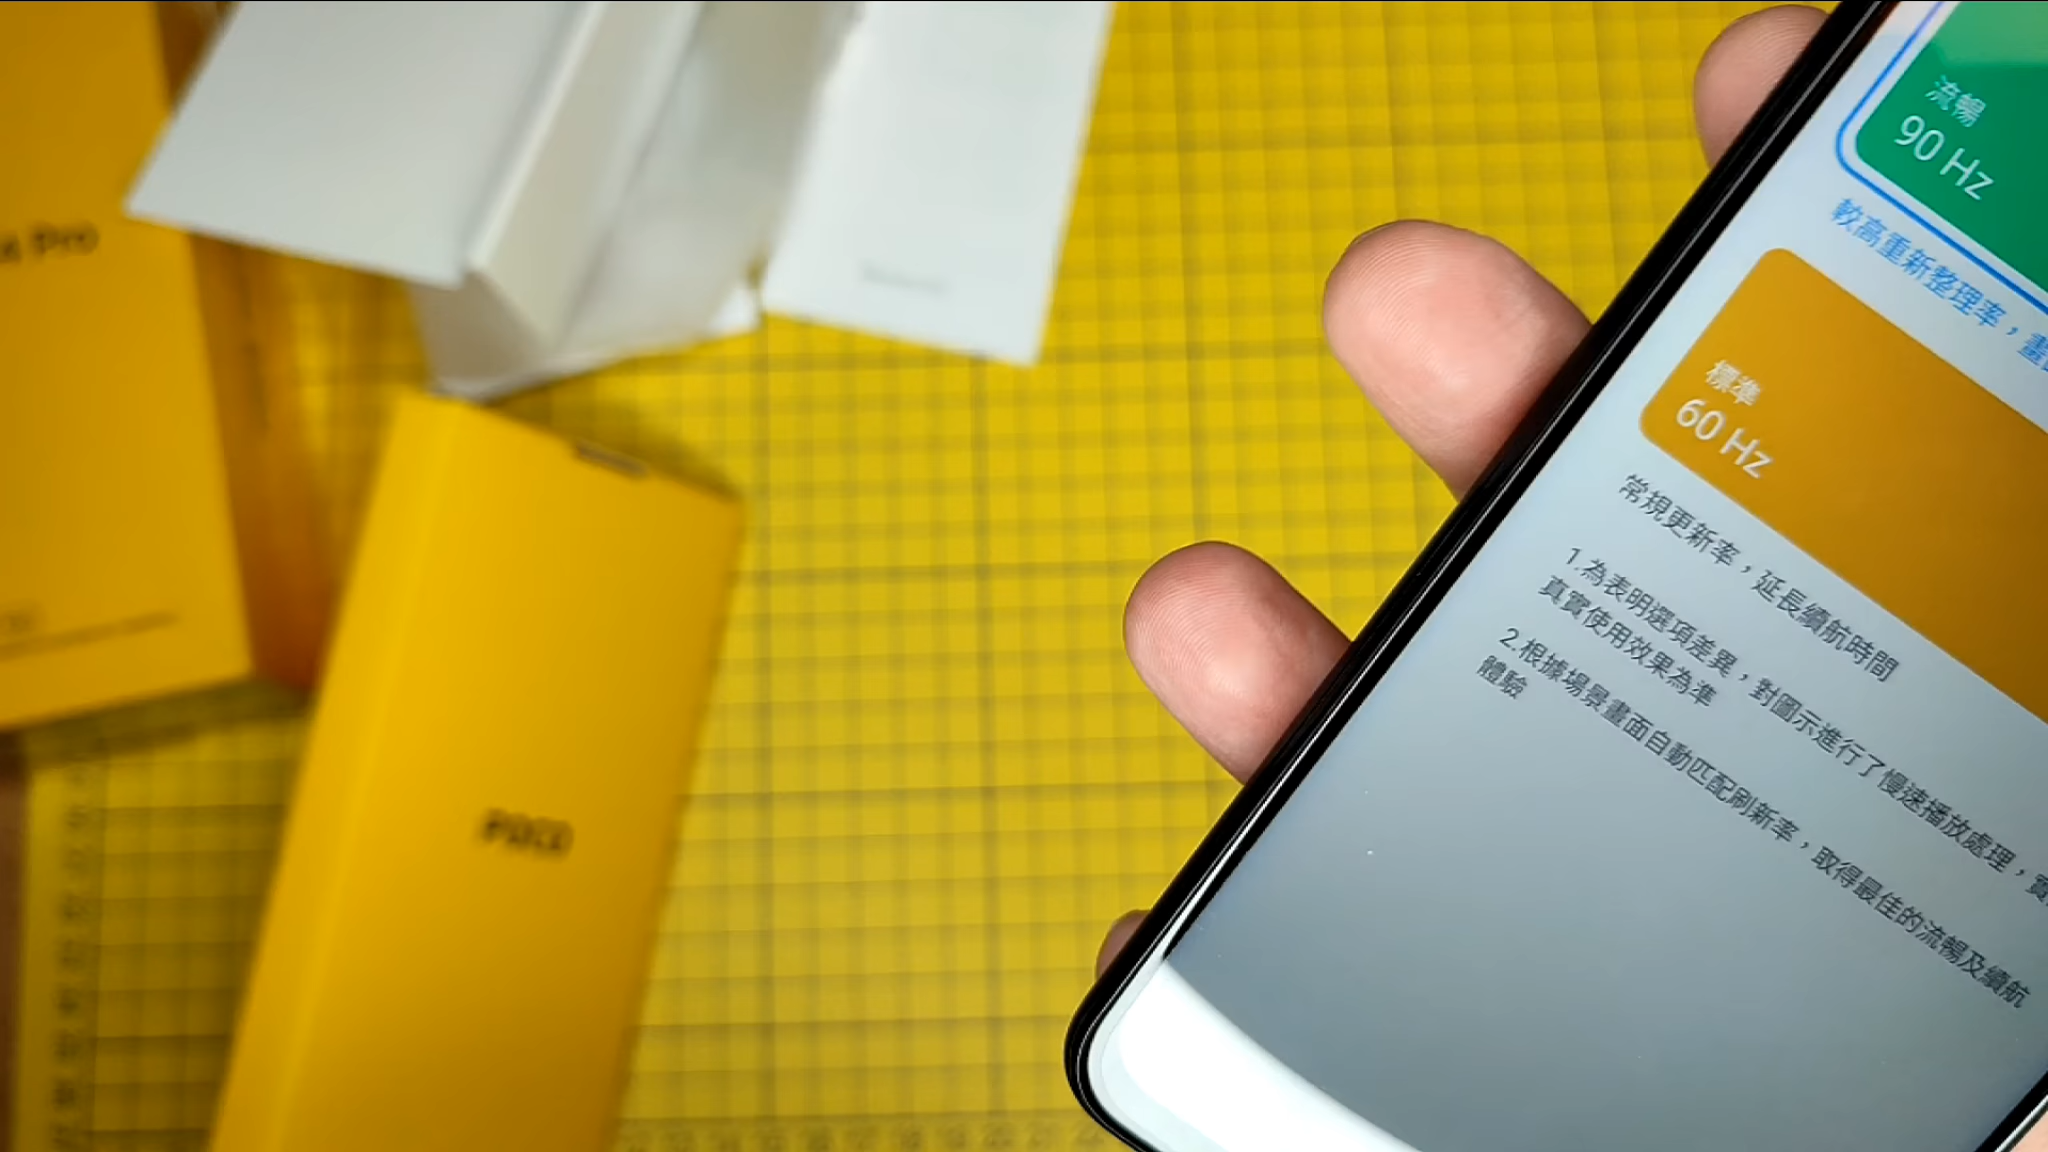 Pro
POCO
流暢
90 Hz
較高重新整理率，畫
標準
60 Hz
常規更新率，延長續航時間
1.為表明選項差異，對圖示進行了慢速播放處理，實
真實使用效果為準
2.根據場景畫面自動匹配刷新率，取得最佳的流暢及續航
體驗